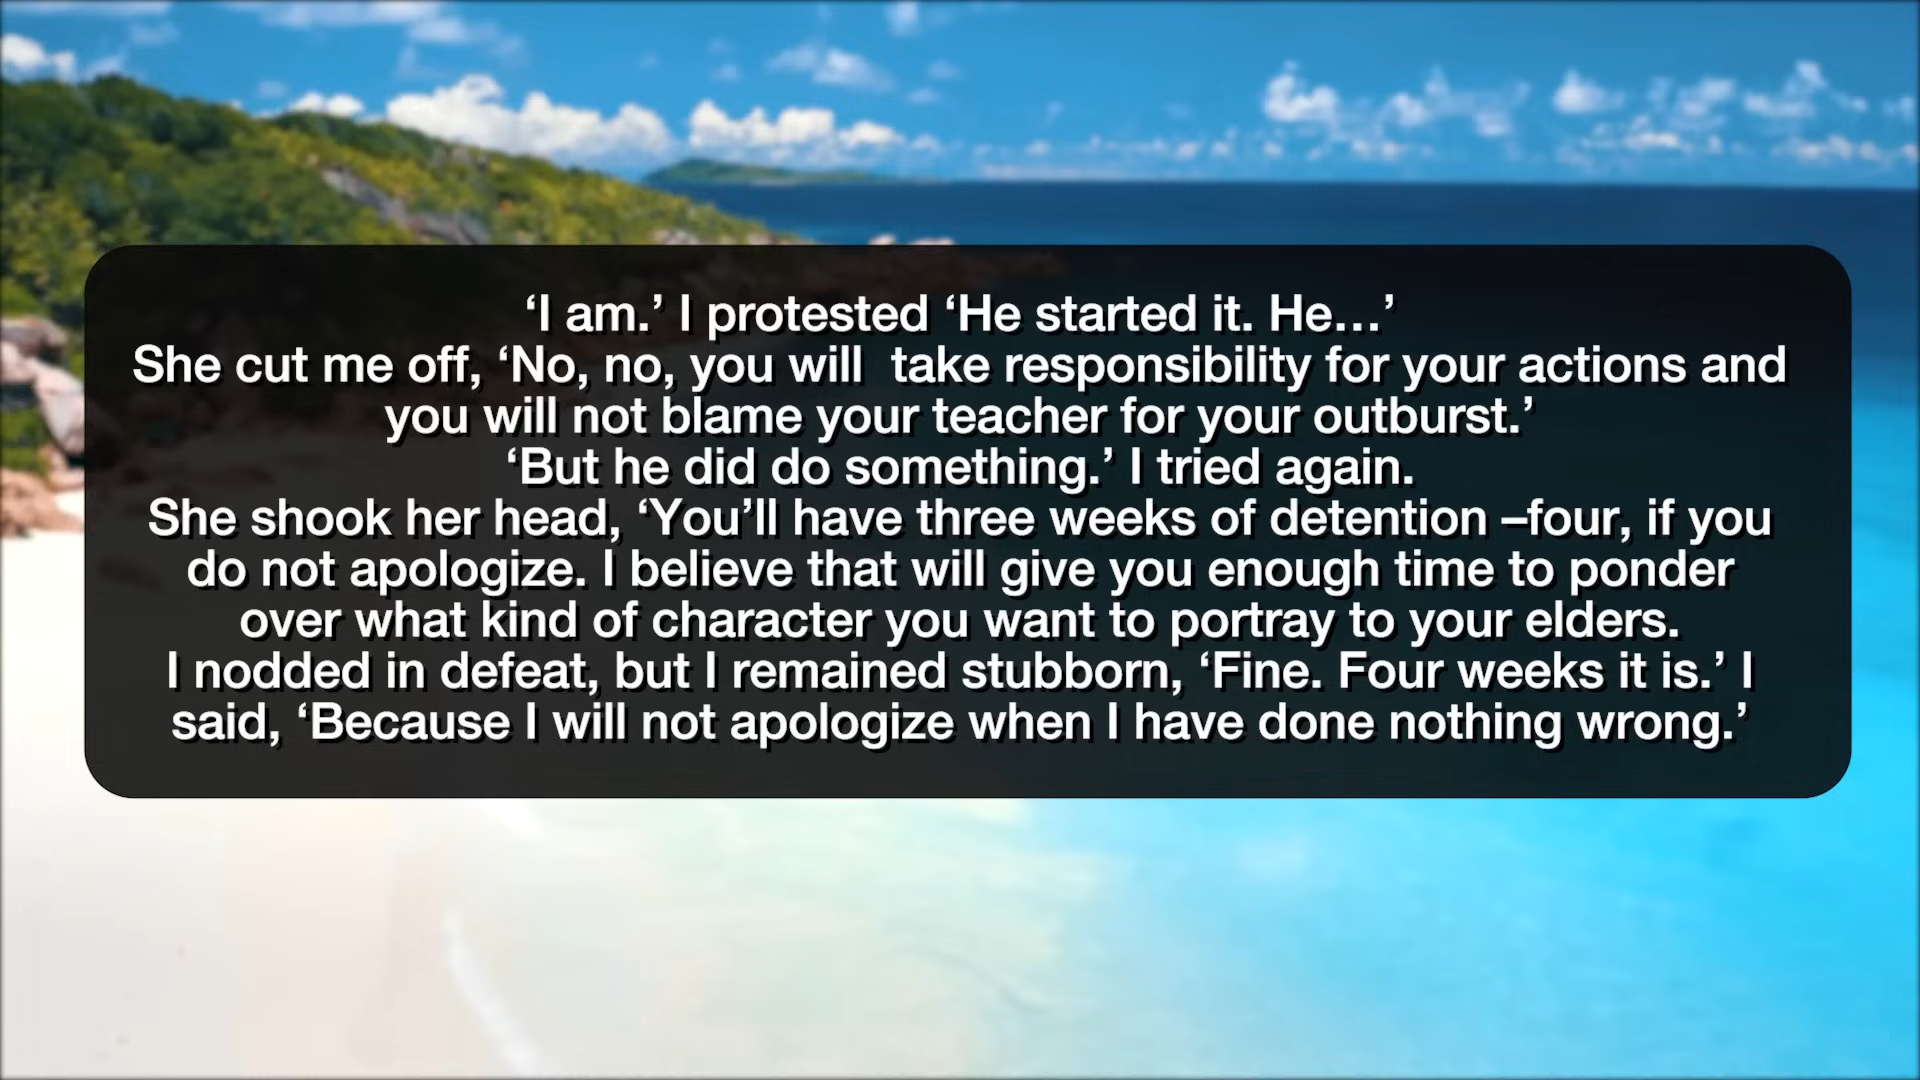 ‘I am.’ I protested ‘He started it. He...’
She cut me off, ‘No, no, you will  take responsibility for your actions and
you will not blame your teacher for your outburst.’
‘But he did do something.’ I tried again.
She shook her head, ‘You’ll have three weeks of detention –four, if you
do not apologize. I believe that will give you enough time to ponder
over what kind of character you want to portray to your elders.
I nodded in defeat, but I remained stubborn, ‘Fine. Four weeks it is.’ I
said, ‘Because I will not apologize when I have done nothing wrong.’